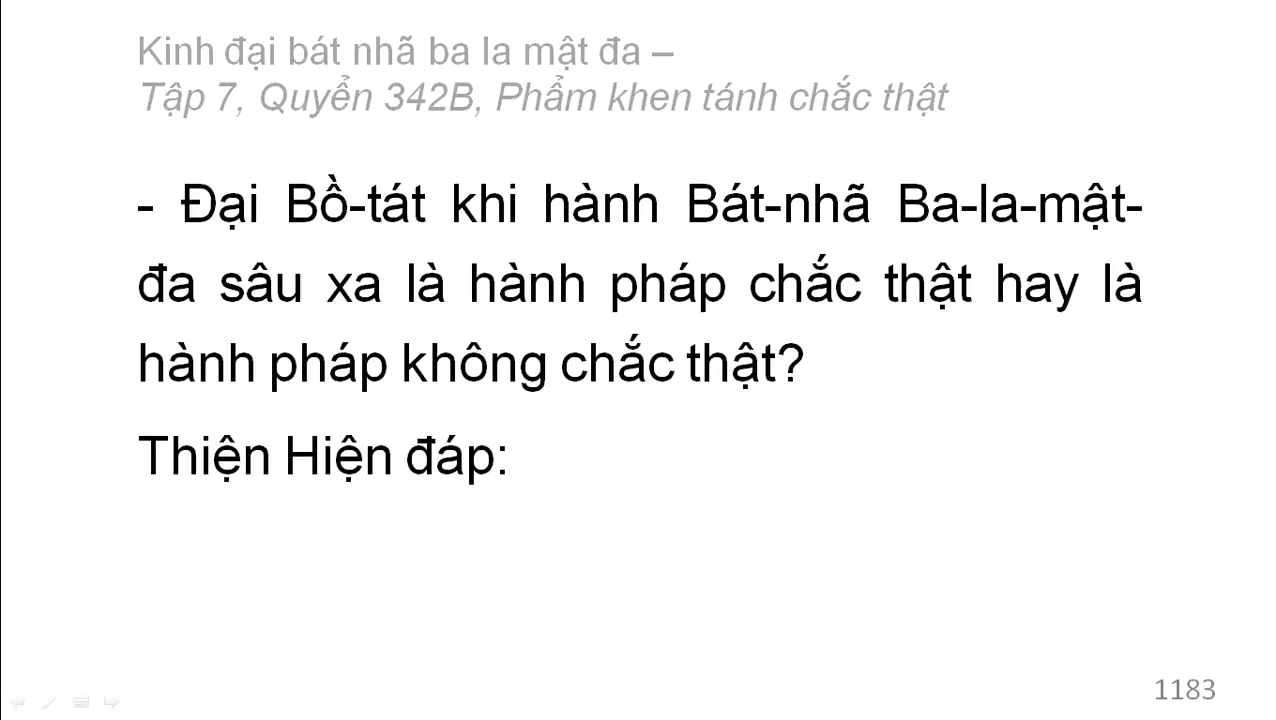 Kinh đại bát nhã ba la mật đa –
Tập 7, Quyển 342B, Phẩm khen tánh chắc thật
- Đại Bồ-tát khi hành Bát-nhã Ba-la-mật-
đa sâu xa là hành pháp chắc thật hay là
hành pháp không chắc thật?
Thiện Hiện đáp:
1183